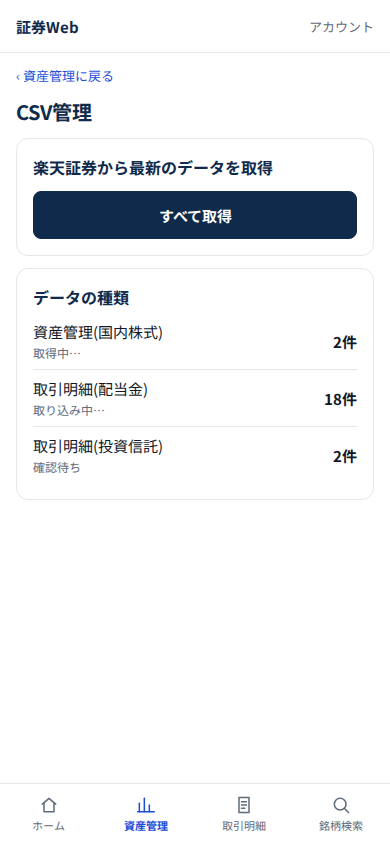 証券Web
アカウント
‹ 資産管理に戻る
CSV管理
楽天証券から最新のデータを取得
すべて取得
データの種類
資産管理(国内株式)
取得中…
2件
取引明細(配当金)
取り込み中…
18件
取引明細(投資信託)
確認待ち
2件
ホーム
資産管理
取引明細
銘柄検索